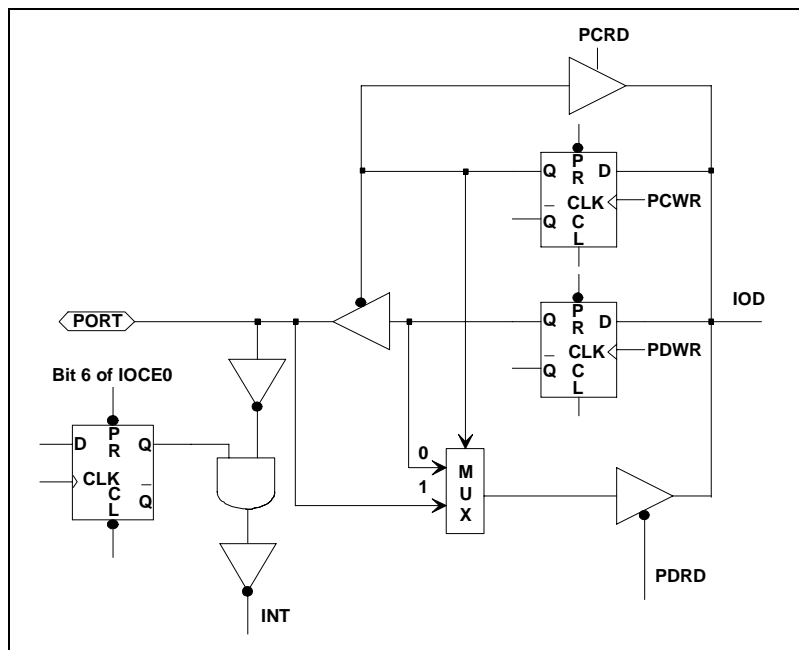 PCRD
P
Q R D
_
Q CLK PCWR
C
L
IOD
PORT
P
Q R D
_
Q CLK PDWR
C
L
Bit 6 of IOCE0
P
D R Q
CLK
_
C Q
L
0
1
M
U
X
PDRD
INT